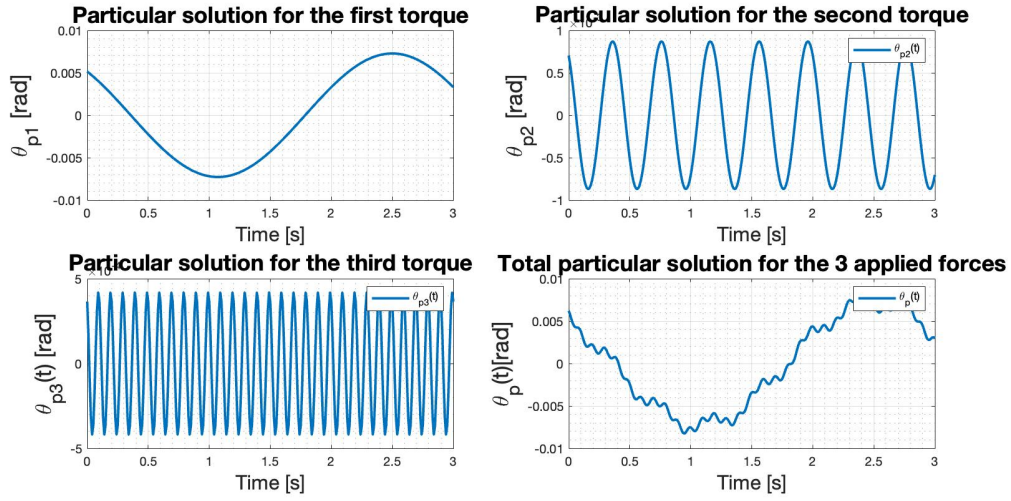 Particular solution for the first torque
0.01
0.005
0
-0.005
-0.01
θp1 [rad]
0 0.5 1 1.5 2 2.5 3
Time [s]
Particular solution for the second torque
1
0.5
0
-0.5
-1
θp2 [rad]
θp2(t)
0 0.5 1 1.5 2 2.5 3
Time [s]
Particular solution for the third torque
5
0
-5
θp3(t) [rad]
θp3(t)
0 0.5 1 1.5 2 2.5 3
Time [s]
Total particular solution for the 3 applied forces
0.01
0.005
0
-0.005
-0.01
θp(t)[rad]
θp(t)
0 0.5 1 1.5 2 2.5 3
Time [s]